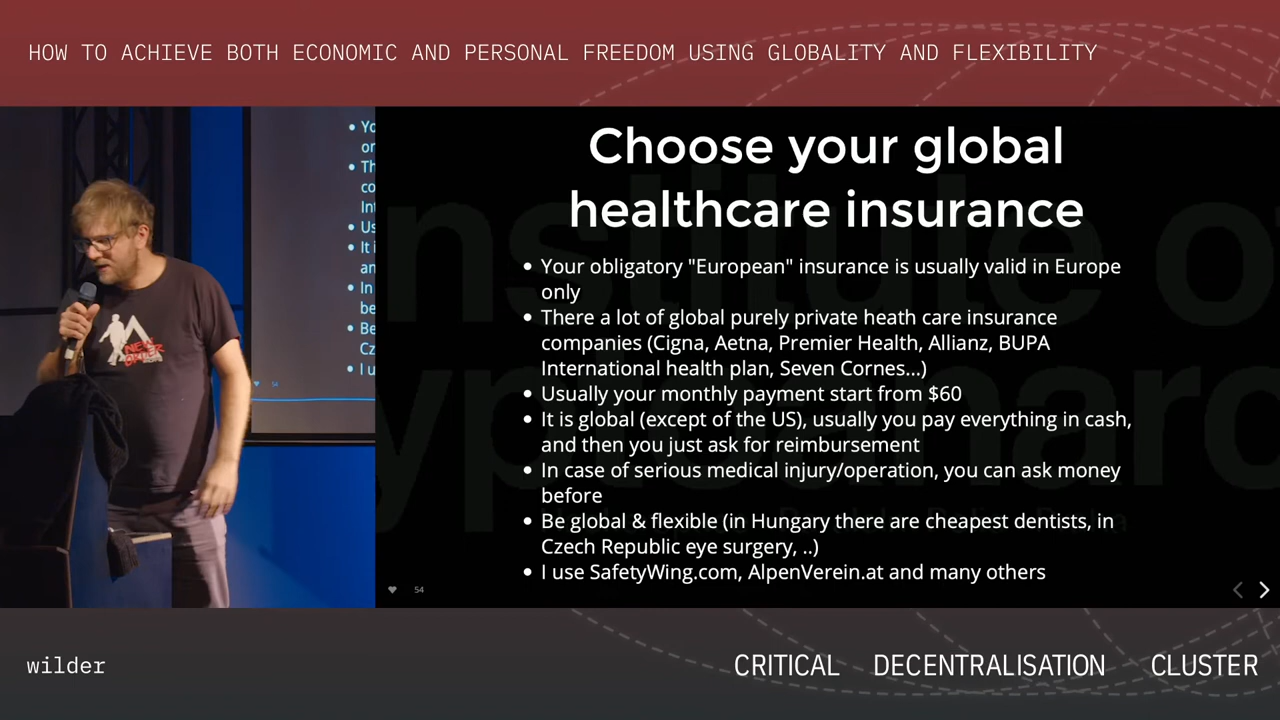 HOW TO ACHIEVE BOTH ECONOMIC AND PERSONAL FREEDOM USING GLOBALITY AND FLEXIBILITY
Choose your global
healthcare insurance
• Your obligatory "European" insurance is usually valid in Europe
only
• There a lot of global purely private heath care insurance
companies (Cigna, Aetna, Premier Health, Allianz, BUPA
International health plan, Seven Cornes...)
• Usually your monthly payment start from $60
• It is global (except of the US), usually you pay everything in cash,
and then you just ask for reimbursement
• In case of serious medical injury/operation, you can ask money
before
• Be global & flexible (in Hungary there are cheapest dentists, in
Czech Republic eye surgery, ..)
• I use SafetyWing.com, AlpenVerein.at and many others
54
NEW
ORDER
wilder
CRITICAL DECENTRALISATION CLUSTER